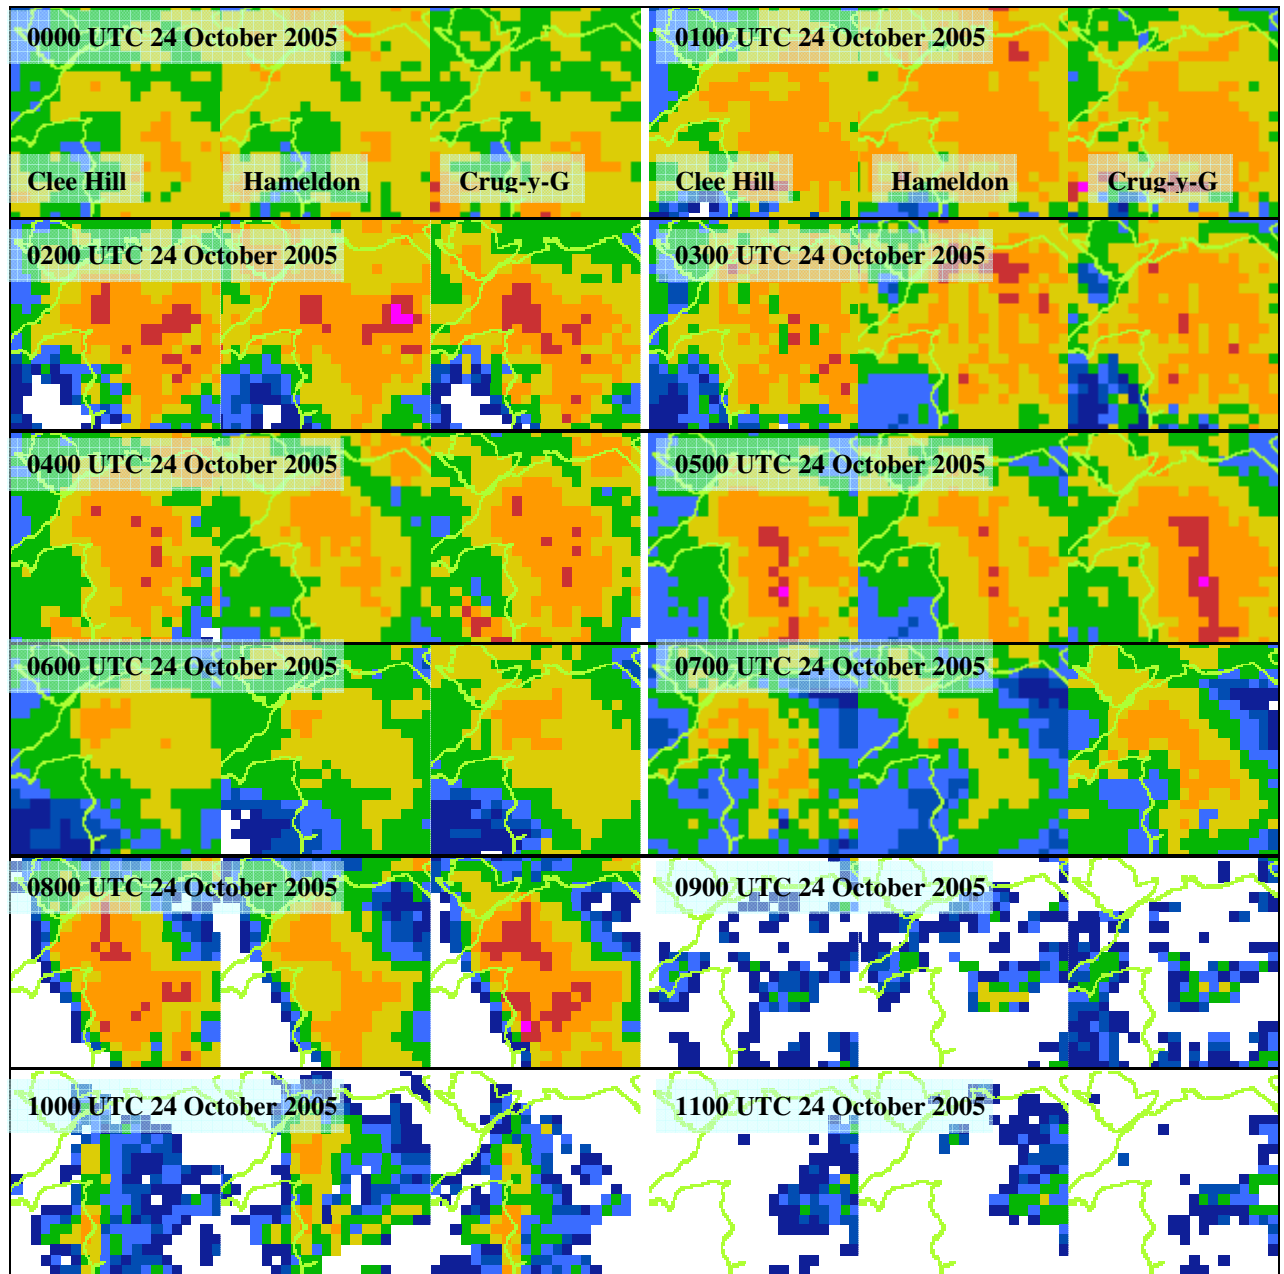 0000 UTC 24 October 2005
0100 UTC 24 October 2005
Clee Hill
Hameldon
Crug-y-G
Clee Hill
Hameldon
Crug-y-G
0200 UTC 24 October 2005
0300 UTC 24 October 2005
0400 UTC 24 October 2005
0500 UTC 24 October 2005
0600 UTC 24 October 2005
0700 UTC 24 October 2005
0800 UTC 24 October 2005
0900 UTC 24 October 2005
1000 UTC 24 October 2005
1100 UTC 24 October 2005